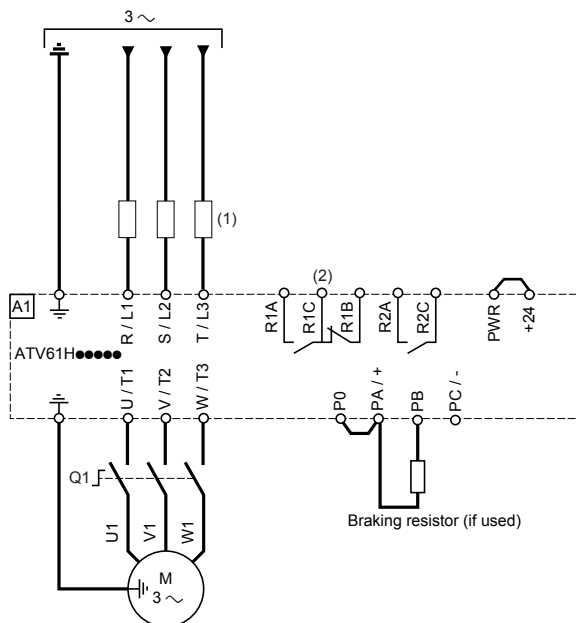 3 ~
(1)
(2)
A1
R / L1
S / L2
T / L3
R1A
R1C
R1B
R2A
R2C
PWR
+24
ATV61H●●●●●
U / T1
V / T2
W / T3
P0
PA / +
PB
PC / -
Q1
U1
V1
W1
Braking resistor (if used)
M
3 ~